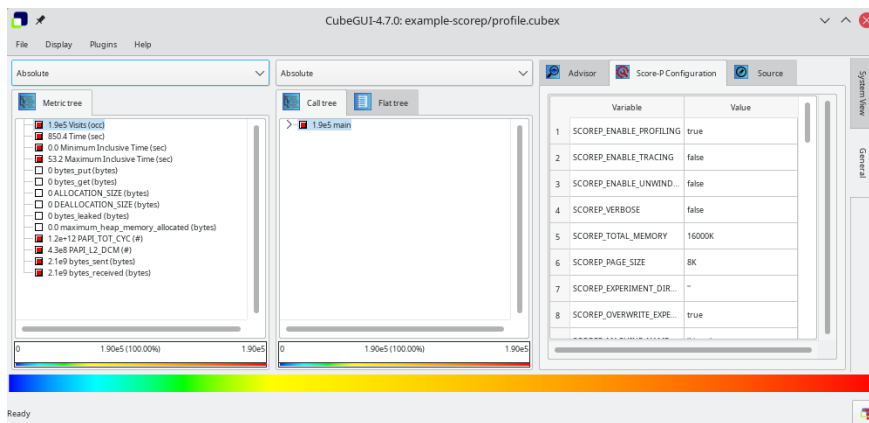 CubeGUI-4.7.0: example-scorep/profile.cubex
File Display Plugins Help
Absolute
Metric tree
1.9e5 Visits (occ)
850.4 Time (sec)
0.0 Minimum Inclusive Time (sec)
53.2 Maximum Inclusive Time (sec)
0 bytes_put (bytes)
0 bytes_get (bytes)
0 ALLOCATION_SIZE (bytes)
0 DEALLOCATION_SIZE (bytes)
0 bytes_leaked (bytes)
0.0 maximum_heap_memory_allocated (bytes)
1.2e+12 PAPI_TOT_CYC (#)
4.3e8 PAPI_L2_DCM (#)
2.1e9 bytes_sent (bytes)
2.1e9 bytes_received (bytes)
0 1.90e5 (100.00%) 1.90e5
Absolute
Call tree Flat tree
1.9e5 main
0 1.90e5 (100.00%) 1.90e5
Advisor Score-P Configuration Source
Variable Value
1 SCOREP_ENABLE_PROFILING true
2 SCOREP_ENABLE_TRACING false
3 SCOREP_ENABLE_UNWIND... false
4 SCOREP_VERBOSE false
5 SCOREP_TOTAL_MEMORY 16000K
6 SCOREP_PAGE_SIZE 8K
7 SCOREP_EXPERIMENT_DIR... ""
8 SCOREP_OVERWRITE_EXPE... true
System View
General
Ready